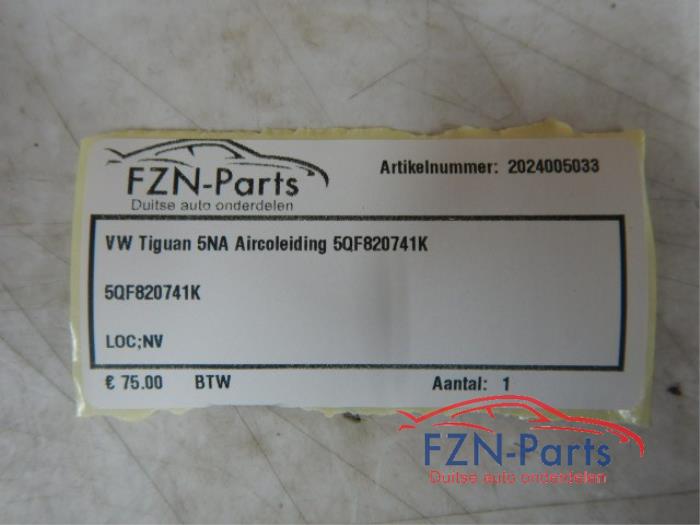 FZN-Parts
Duitse auto onderdelen
Artikelnummer: 2024005033
VW Tiguan 5NA Aircoleiding 5QF820741K
5QF820741K
LOC;NV
€ 75.00 BTW Aantal: 1
FZN-Parts
Duitse auto onderdelen